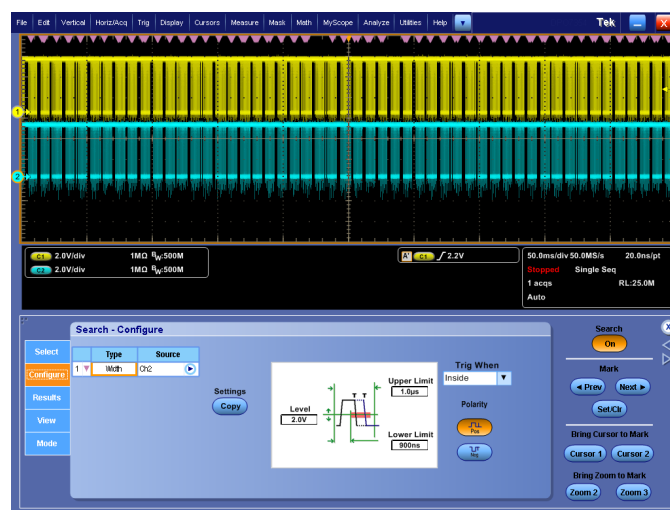 File Edit Vertical Horiz/Acq Trig Display Cursors Measure Mask Math MyScope Analyze Utilities Help Tek X
1
2
C1 2.0V/div 1MΩ BW:500M
C2 2.0V/div 1MΩ BW:500M
A' C1 2.2V
50.0ms/div 50.0MS/s 20.0ns/pt
Stopped Single Seq
1 acqs RL:25.0M
Auto
Search - Configure
Select
Configure
Results
View
Mode
Type Source
1 Width Ch2
Settings
Copy
Level
2.0V
T T
Upper Limit
1.0µs
Lower Limit
900ns
Trig When
Inside
Polarity
Pos
Neg
Search
On
X
Mark
Prev Next
Set/Clr
Bring Cursor to Mark
Cursor 1 Cursor 2
Bring Zoom to Mark
Zoom 2 Zoom 3